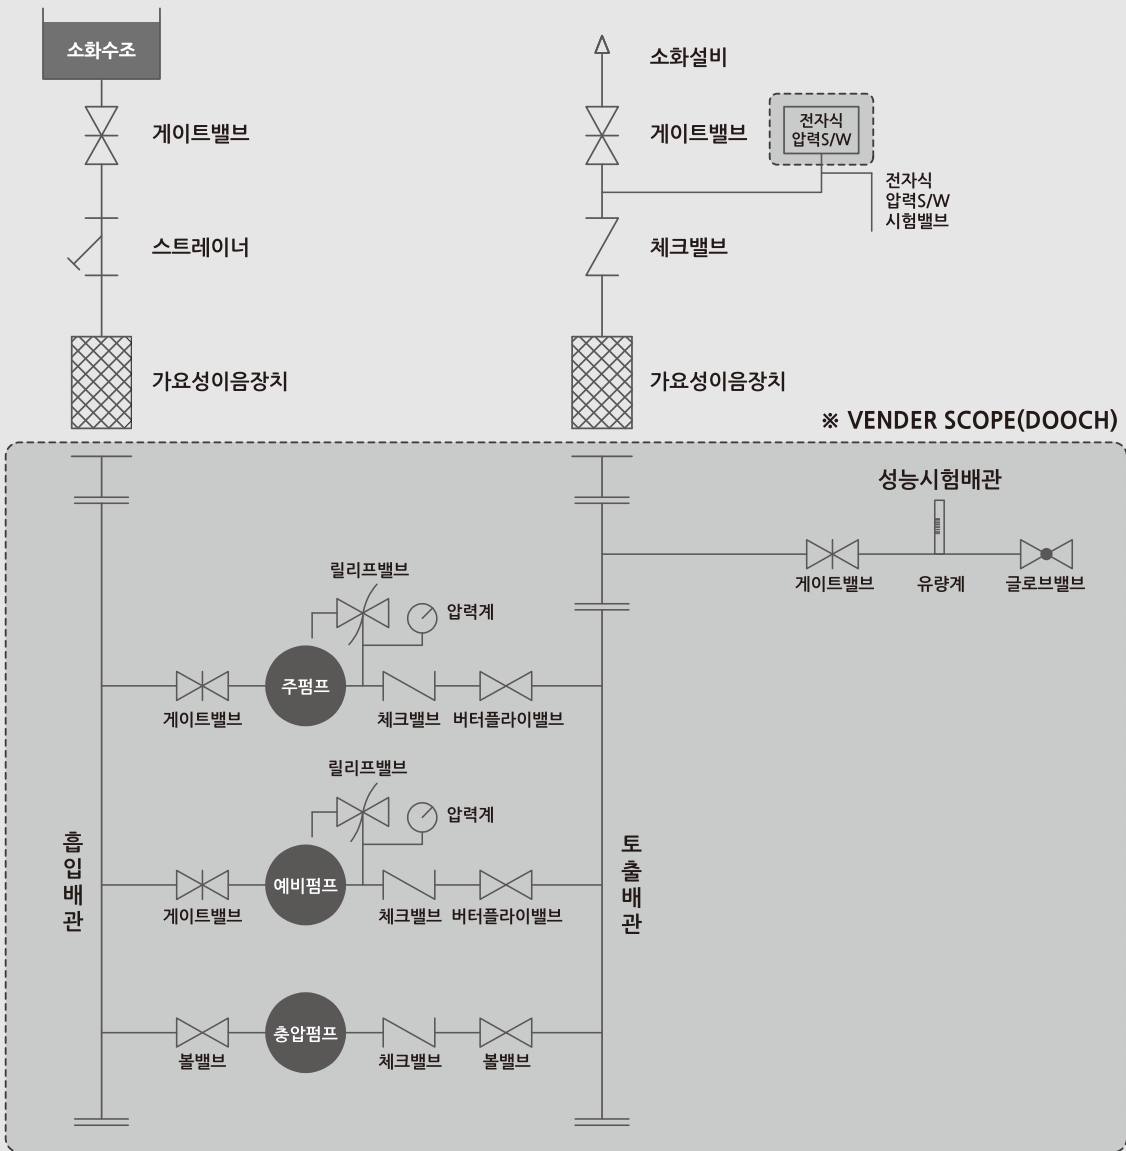 소화수조
소화설비
게이트밸브
게이트밸브
전자식
압력S/W
전자식
압력S/W
시험밸브
스트레이너
체크밸브
가요성이음장치
가요성이음장치
※ VENDER SCOPE(DOOCH)
성능시험배관
게이트밸브
유량계
글로브밸브
릴리프밸브
압력계
주펌프
게이트밸브
체크밸브
버터플라이밸브
릴리프밸브
압력계
흡입배관
토출배관
예비펌프
게이트밸브
체크밸브
버터플라이밸브
충압펌프
볼밸브
체크밸브
볼밸브